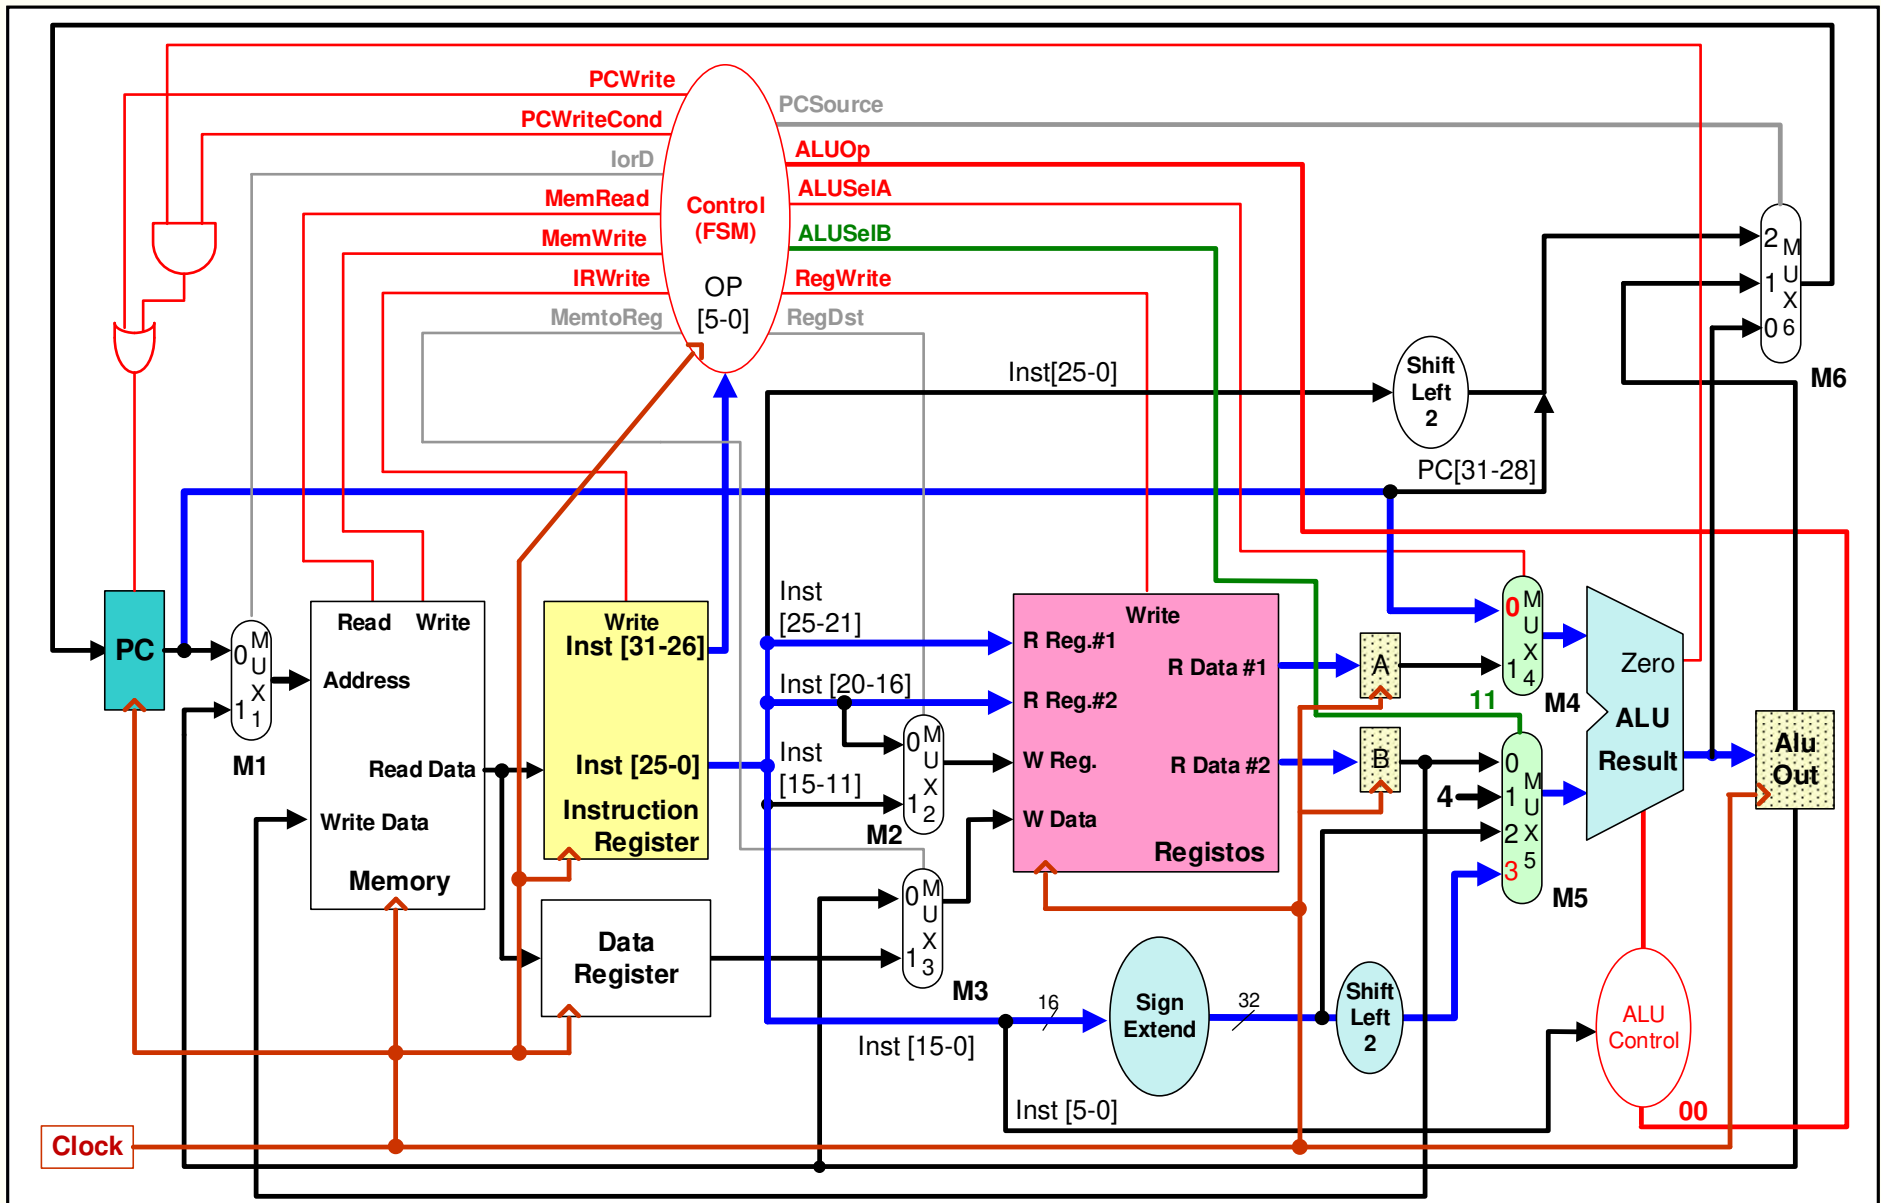 PCWrite
PCWriteCond
IorD
MemRead
MemWrite
IRWrite
MemtoReg
Control
(FSM)
OP
[5-0]
PCSource
ALUOp
ALUSelA
ALUSelB
RegWrite
RegDst
2
1
0
M
U
X
6
M6
Inst[25-0]
Shift
Left
2
PC[31-28]
PC
0
1
M
U
X
1
M1
Read Write
Address
Read Data
Write Data
Memory
Write
Inst [31-26]
Inst [25-0]
Instruction
Register
Data
Register
Inst
[25-21]
Inst [20-16]
Inst
[15-11]
0
1
M
U
X
2
M2
0
1
M
U
X
3
M3
Write
R Reg.#1
R Data #1
R Reg.#2
W Reg.
R Data #2
W Data
Registos
A
B
0
1
M
U
X
4
M4
11
4
0
1
2
3
M
U
X
5
M5
Zero
ALU
Result
Alu
Out
Inst [15-0]
16
Sign
Extend
32
Shift
Left
2
ALU
Control
Inst [5-0]
00
Clock